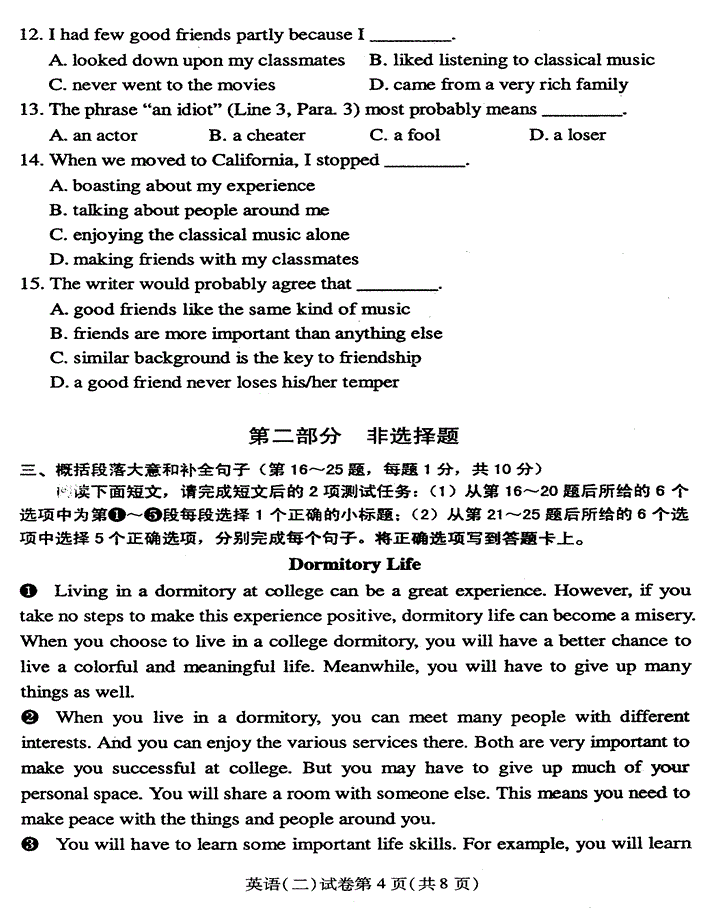 12. I had few good friends partly because I ________.
A. looked down upon my classmates B. liked listening to classical music
C. never went to the movies D. came from a very rich family
13. The phrase “an idiot” (Line 3, Para. 3) most probably means ________.
A. an actor B. a cheater C. a fool D. a loser
14. When we moved to California, I stopped ________.
A. boasting about my experience
B. talking about people around me
C. enjoying the classical music alone
D. making friends with my classmates
15. The writer would probably agree that ________.
A. good friends like the same kind of music
B. friends are more important than anything else
C. similar background is the key to friendship
D. a good friend never loses his/her temper
第二部分 非选择题
三、概括段落大意和补全句子（第 16～25 题，每题 1 分，共 10 分）
阅读下面短文，请完成短文后的 2 项测试任务：（1）从第 16～20 题后所给的 6 个
选项中为第❶～❺段每段选择 1 个正确的小标题；（2）从第 21～25 题后所给的 6 个选
项中选择 5 个正确选项，分别完成每个句子。将正确选项写到答题卡上。
Dormitory Life
❶ Living in a dormitory at college can be a great experience. However, if you
take no steps to make this experience positive, dormitory life can become a misery.
When you choose to live in a college dormitory, you will have a better chance to
live a colorful and meaningful life. Meanwhile, you will have to give up many
things as well.
❷ When you live in a dormitory, you can meet many people with different
interests. And you can enjoy the various services there. Both are very important to
make you successful at college. But you may have to give up much of your
personal space. You will share a room with someone else. This means you need to
make peace with the things and people around you.
❸ You will have to learn some important life skills. For example, you will learn
英语（二）试卷第 4 页（共 8 页）